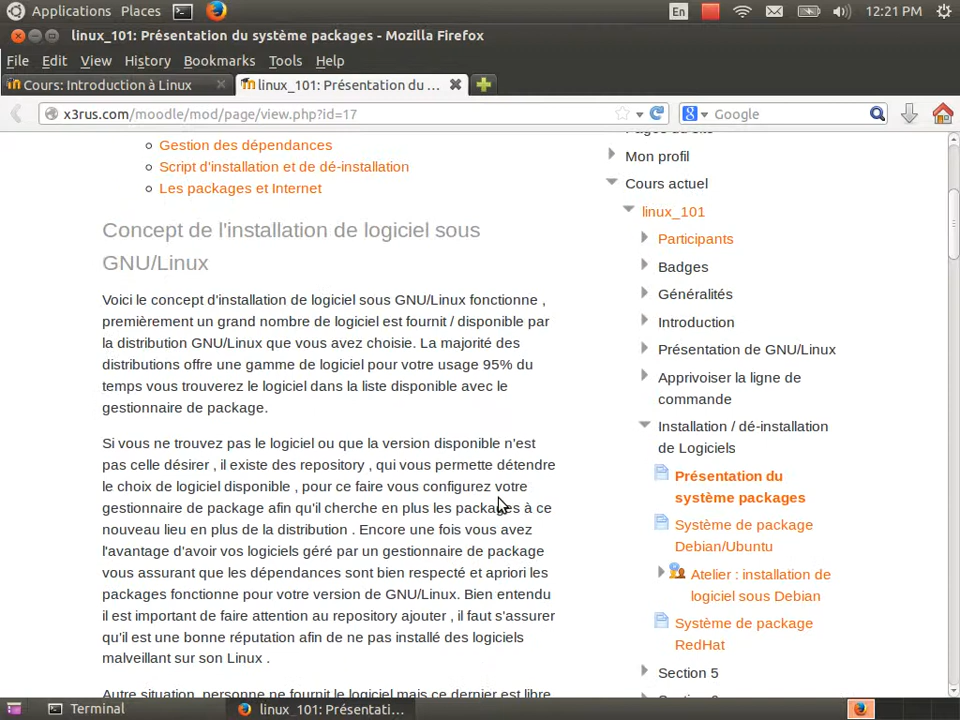 Applications Places En 12:21 PM
linux_101: Présentation du système packages - Mozilla Firefox
File Edit View History Bookmarks Tools Help
Cours: Introduction à Linux linux_101: Présentation du ...
x3rus.com/moodle/mod/page/view.php?id=17 Google
Gestion des dépendances
Script d'installation et de dé-installation
Les packages et Internet
Concept de l'installation de logiciel sous
GNU/Linux
Voici le concept d'installation de logiciel sous GNU/Linux fonctionne ,
premièrement un grand nombre de logiciel est fournit / disponible par
la distribution GNU/Linux que vous avez choisie. La majorité des
distributions offre une gamme de logiciel pour votre usage 95% du
temps vous trouverez le logiciel dans la liste disponible avec le
gestionnaire de package.
Si vous ne trouvez pas le logiciel ou que la version disponible n'est
pas celle désirer , il existe des repository , qui vous permette détendre
le choix de logiciel disponible , pour ce faire vous configurez votre
gestionnaire de package afin qu'il cherche en plus les packages à ce
nouveau lieu en plus de la distribution . Encore une fois vous avez
l'avantage d'avoir vos logiciels géré par un gestionnaire de package
vous assurant que les dépendances sont bien respecté et apriori les
packages fonctionne pour votre version de GNU/Linux. Bien entendu
il est important de faire attention au repository ajouter , il faut s'assurer
qu'il est une bonne réputation afin de ne pas installé des logiciels
malveillant sur son Linux .
Autre situation, personne ne fournit le logiciel mais ce dernier est libre
Pages du site
Mon profil
Cours actuel
linux_101
Participants
Badges
Généralités
Introduction
Présentation de GNU/Linux
Apprivoiser la ligne de
commande
Installation / dé-installation
de Logiciels
Présentation du
système packages
Système de package
Debian/Ubuntu
Atelier : installation de
logiciel sous Debian
Système de package
RedHat
Section 5
Terminal linux_101: Présentati...